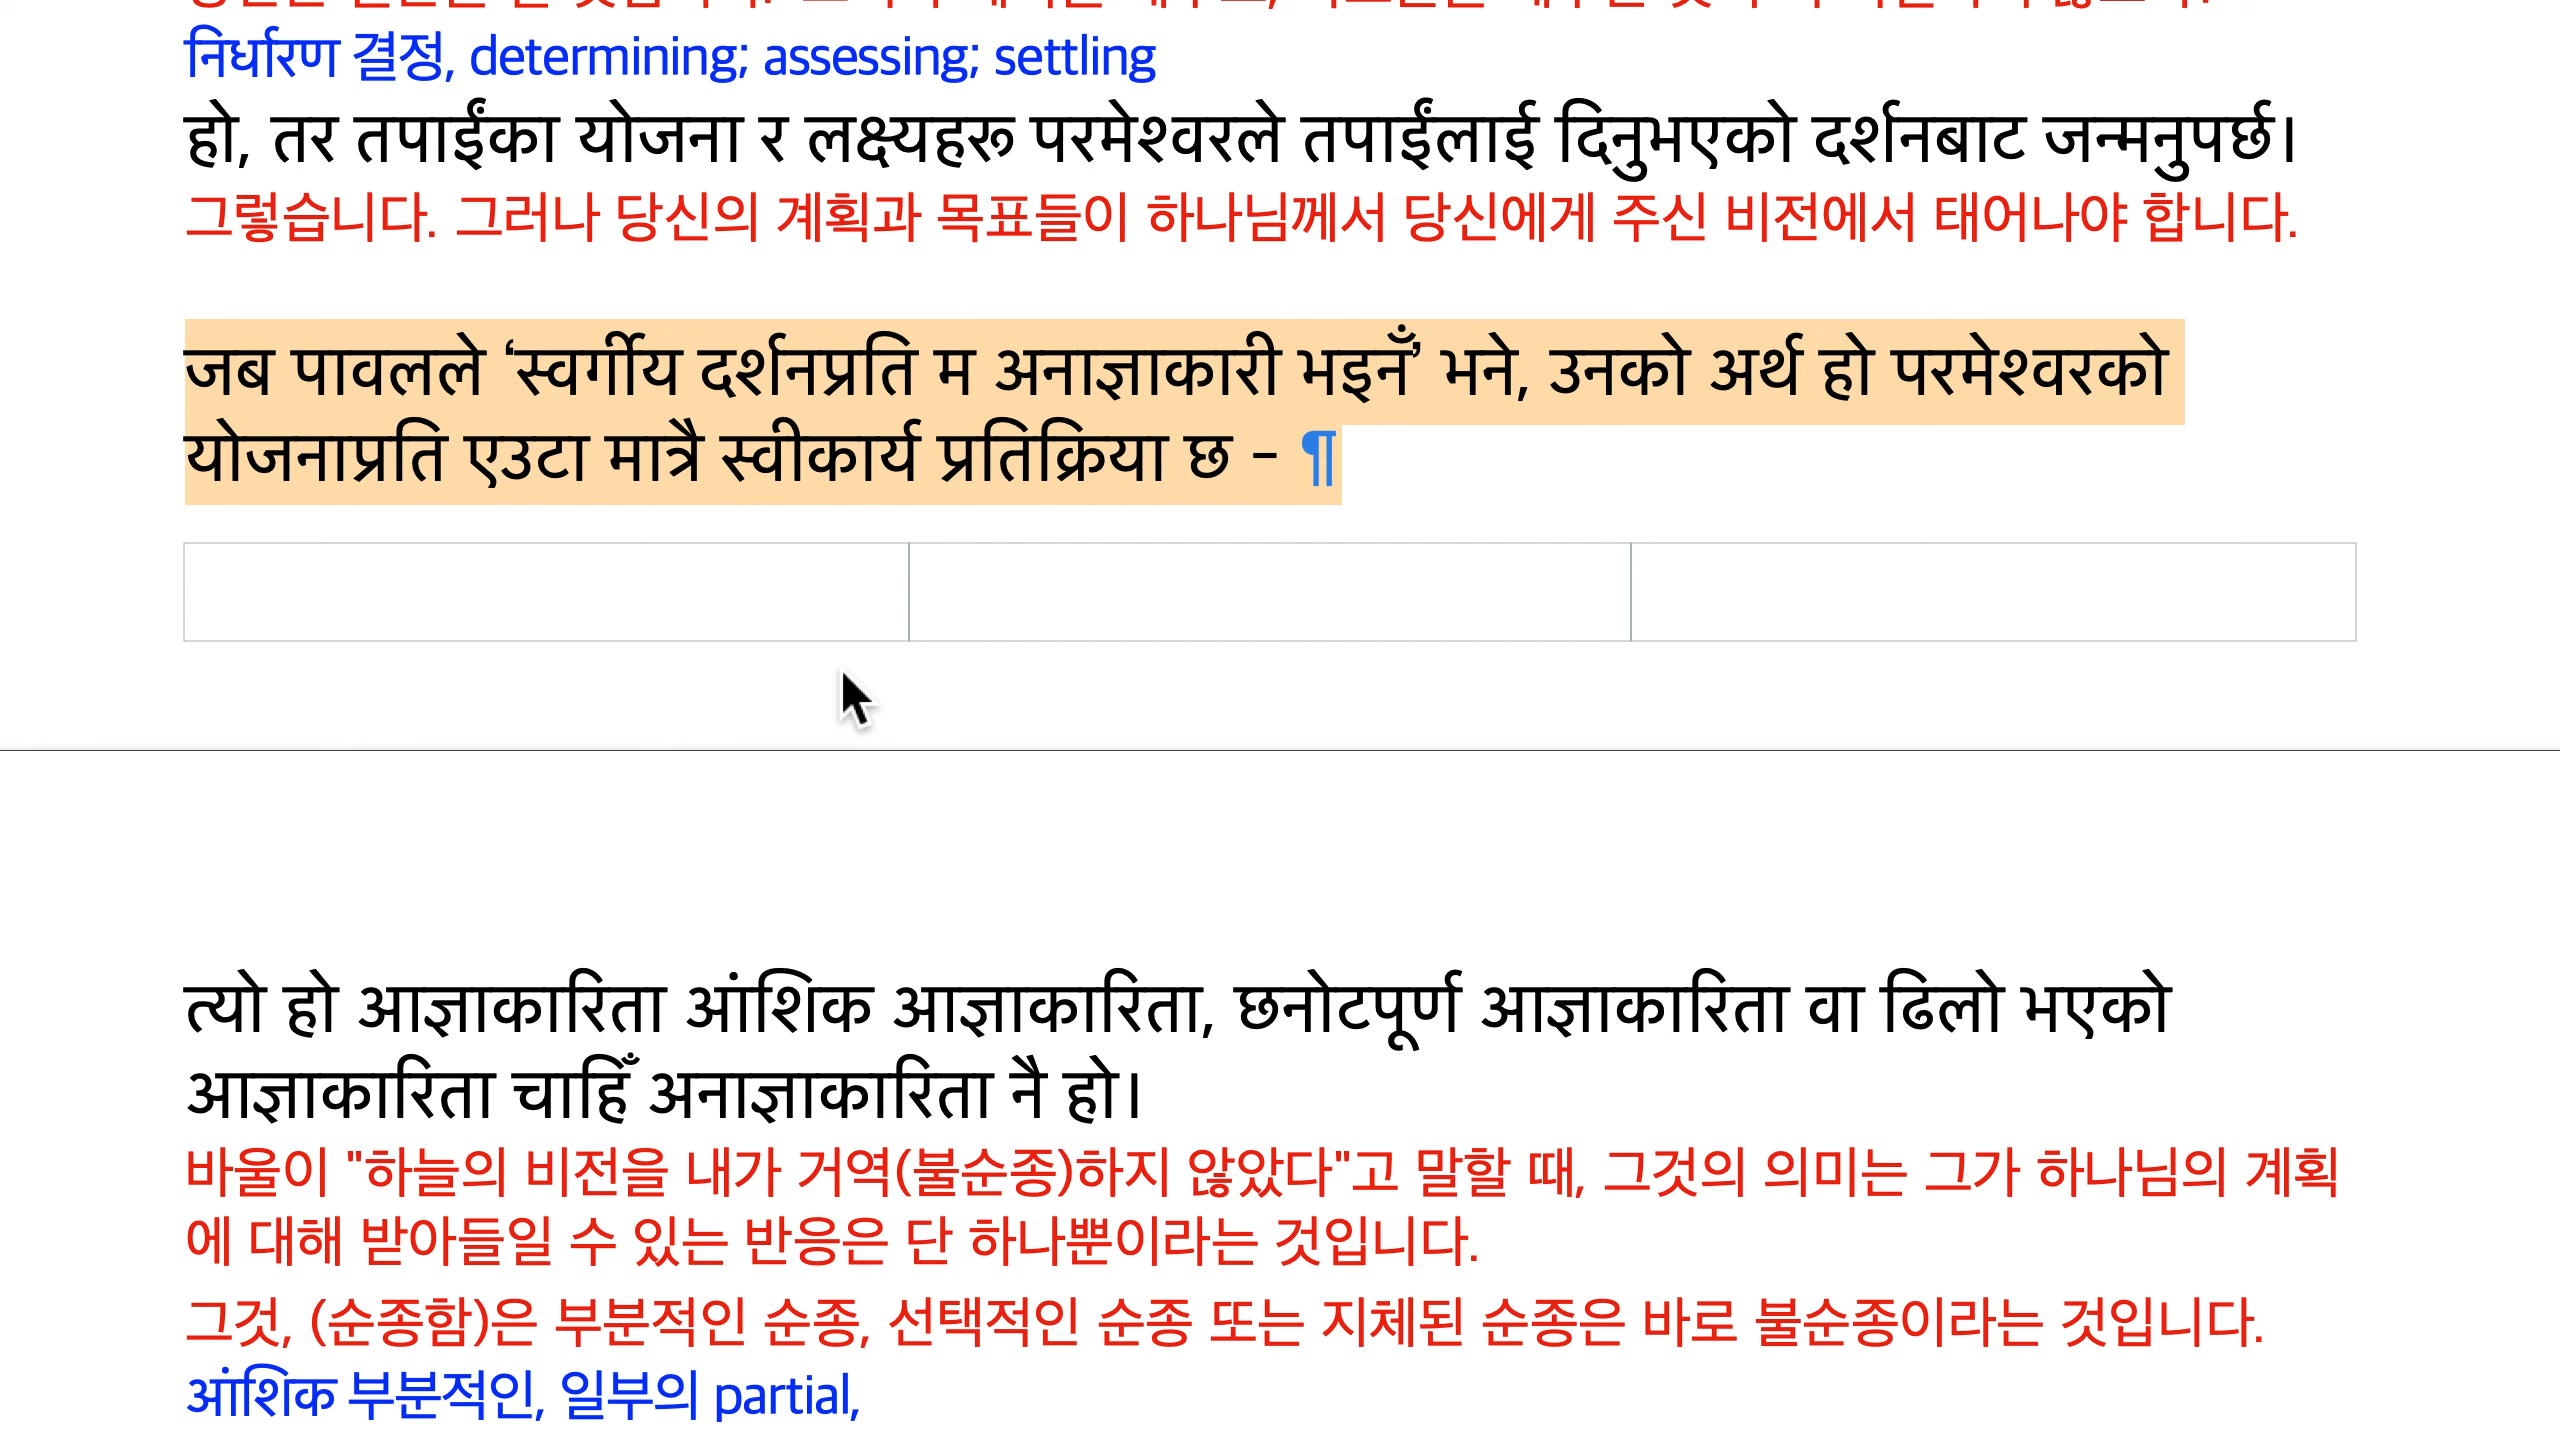 निर्धारण 결정, determining; assessing; settling
हो, तर तपाईंका योजना र लक्ष्यहरू परमेश्वरले तपाईंलाई दिनुभएको दर्शनबाट जन्मनुपर्छ।
그렇습니다. 그러나 당신의 계획과 목표들이 하나님께서 당신에게 주신 비전에서 태어나야 합니다.
जब पावलले ‘स्वर्गीय दर्शनप्रति म अनाज्ञाकारी भइनँ’ भने, उनको अर्थ हो परमेश्वरको
योजनाप्रति एउटा मात्रै स्वीकार्य प्रतिक्रिया छ – ¶
त्यो हो आज्ञाकारिता आंशिक आज्ञाकारिता, छनोटपूर्ण आज्ञाकारिता वा ढिलो भएको
आज्ञाकारिता चाहिँ अनाज्ञाकारिता नै हो।
바울이 "하늘의 비전을 내가 거역(불순종)하지 않았다"고 말할 때, 그것의 의미는 그가 하나님의 계획
에 대해 받아들일 수 있는 반응은 단 하나뿐이라는 것입니다.
그것, (순종함)은 부분적인 순종, 선택적인 순종 또는 지체된 순종은 바로 불순종이라는 것입니다.
आंशिक 부분적인, 일부의 partial,